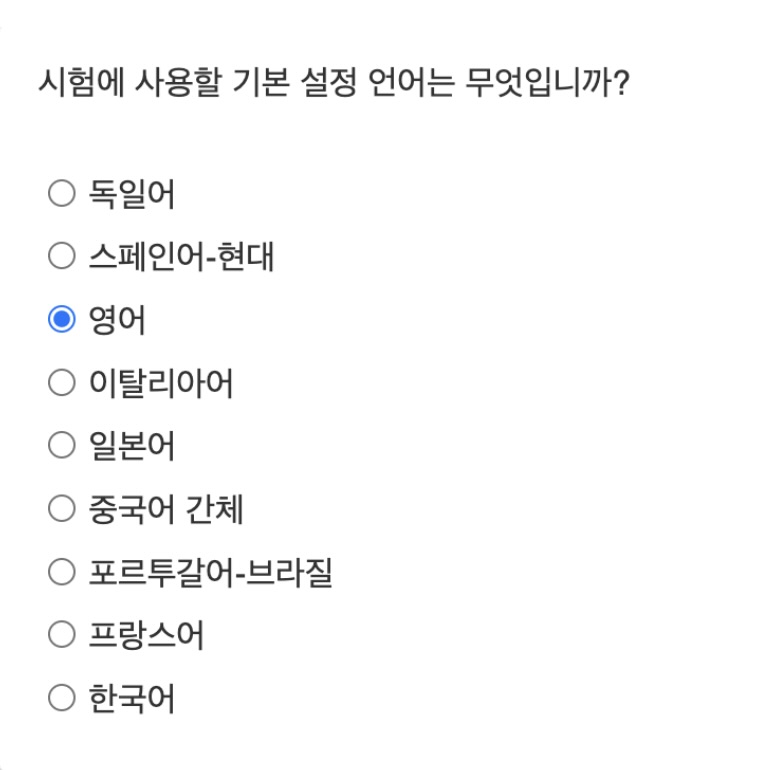 시험에 사용할 기본 설정 언어는 무엇입니까?
독일어
스페인어-현대
영어
이탈리아어
일본어
중국어 간체
포르투갈어-브라질
프랑스어
한국어